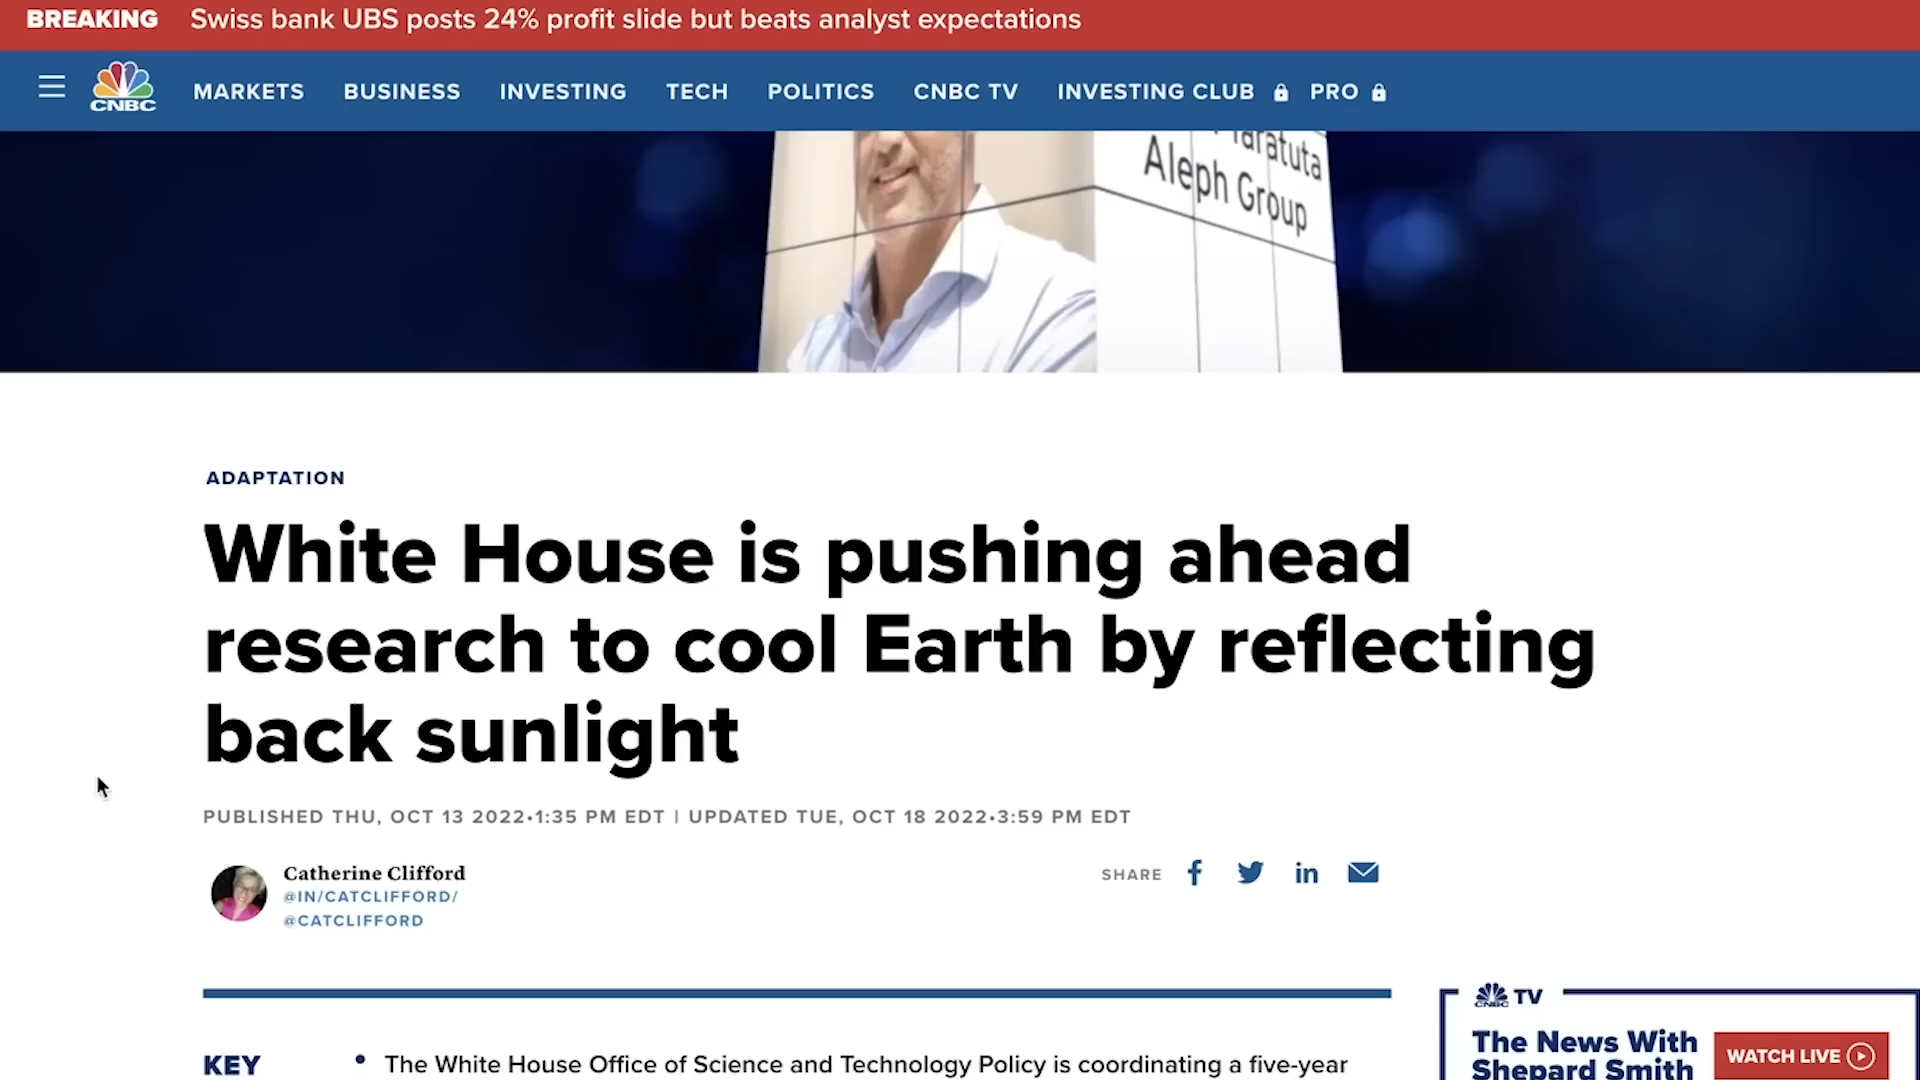 BREAKING Swiss bank UBS posts 24% profit slide but beats analyst expectations
CNBC MARKETS BUSINESS INVESTING TECH POLITICS CNBC TV INVESTING CLUB PRO
Aleph Group
ADAPTATION
White House is pushing ahead
research to cool Earth by reflecting
back sunlight
PUBLISHED THU, OCT 13 2022•1:35 PM EDT | UPDATED TUE, OCT 18 2022•3:59 PM EDT
Catherine Clifford
@IN/CATCLIFFORD/
@CATCLIFFORD
SHARE
KEY • The White House Office of Science and Technology Policy is coordinating a five-year
CNBC TV
The News With
Shepard Smith
WATCH LIVE